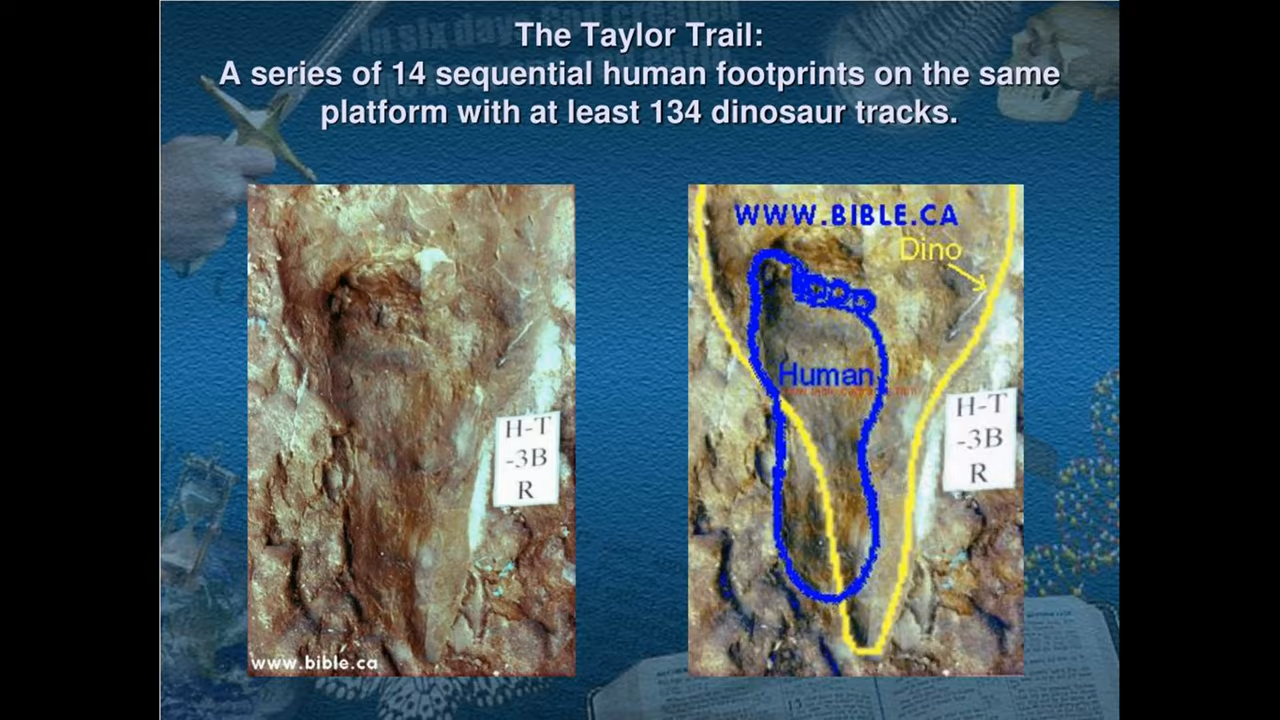 The Taylor Trail:
A series of 14 sequential human footprints on the same
platform with at least 134 dinosaur tracks.
WWW.BIBLE.CA
Dino
Human
H-T
-3B
R
H-T
-3B
R
www.bible.ca